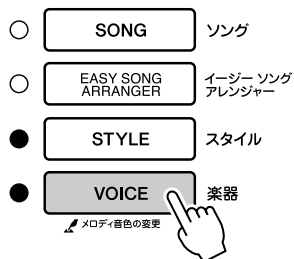 SONG ソング
EASY SONG イージー ソング
ARRANGER アレンジャー
STYLE スタイル
VOICE 楽器
メロディ音色の変更